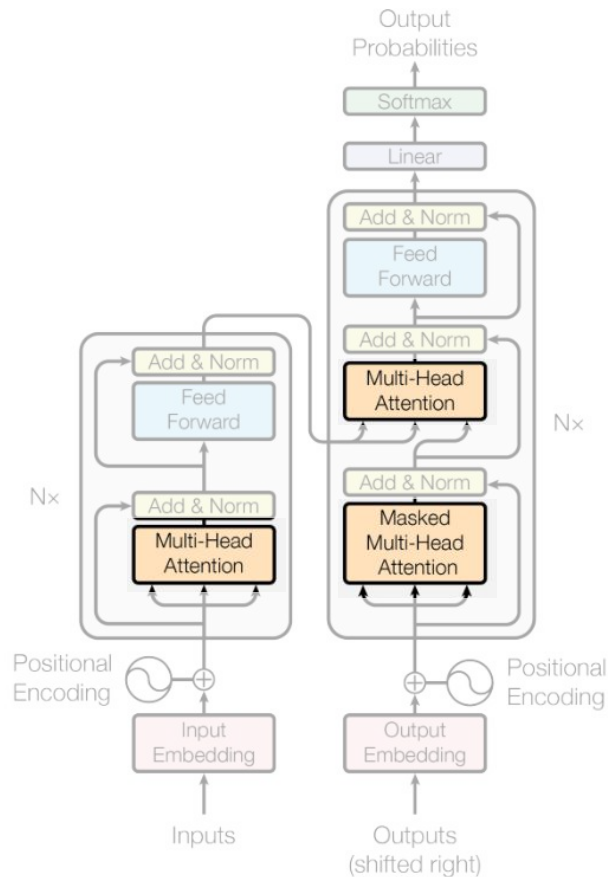 Output
Probabilities
Softmax
Linear
Add & Norm
Feed
Forward
Add & Norm
Multi-Head
Attention
Nx
Add & Norm
Masked
Multi-Head
Attention
Add & Norm
Feed
Forward
Nx
Add & Norm
Multi-Head
Attention
Positional
Encoding
Positional
Encoding
Input
Embedding
Output
Embedding
Inputs
Outputs
(shifted right)